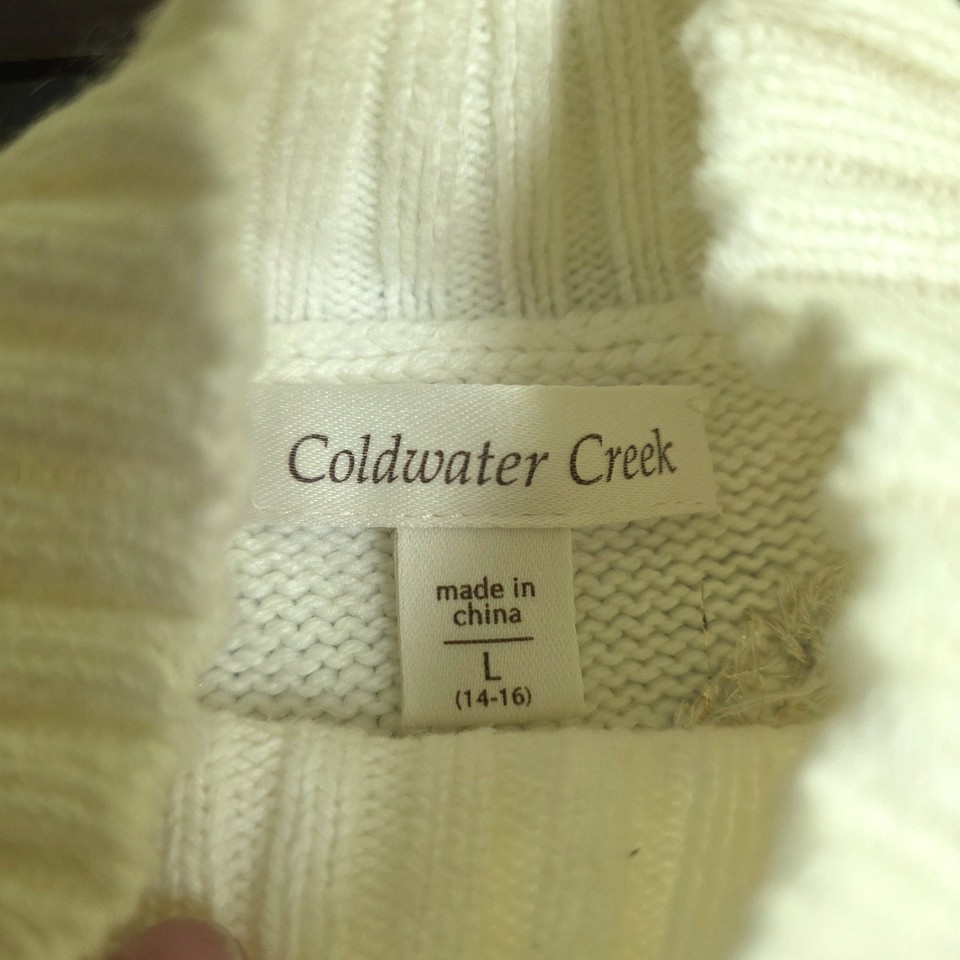 Coldwater Creek
made in
china
L
(14-16)